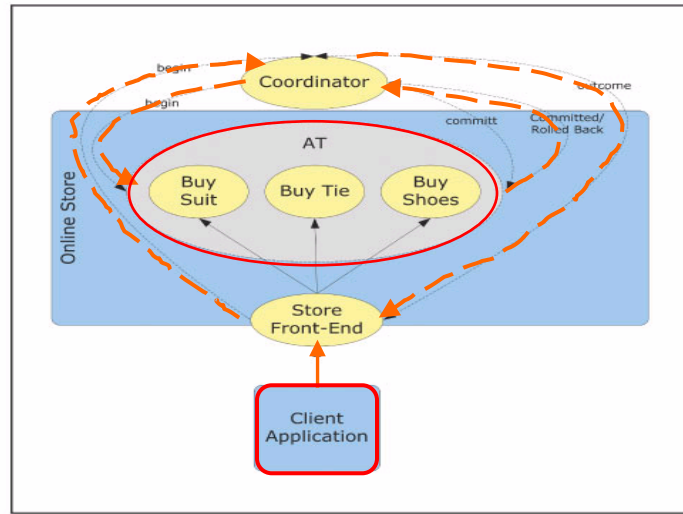 begin
Coordinator
outcome
begin
committ
Committed/
Rolled Back
AT
Buy
Suit
Buy Tie
Buy
Shoes
Online Store
Store
Front-End
Client
Application